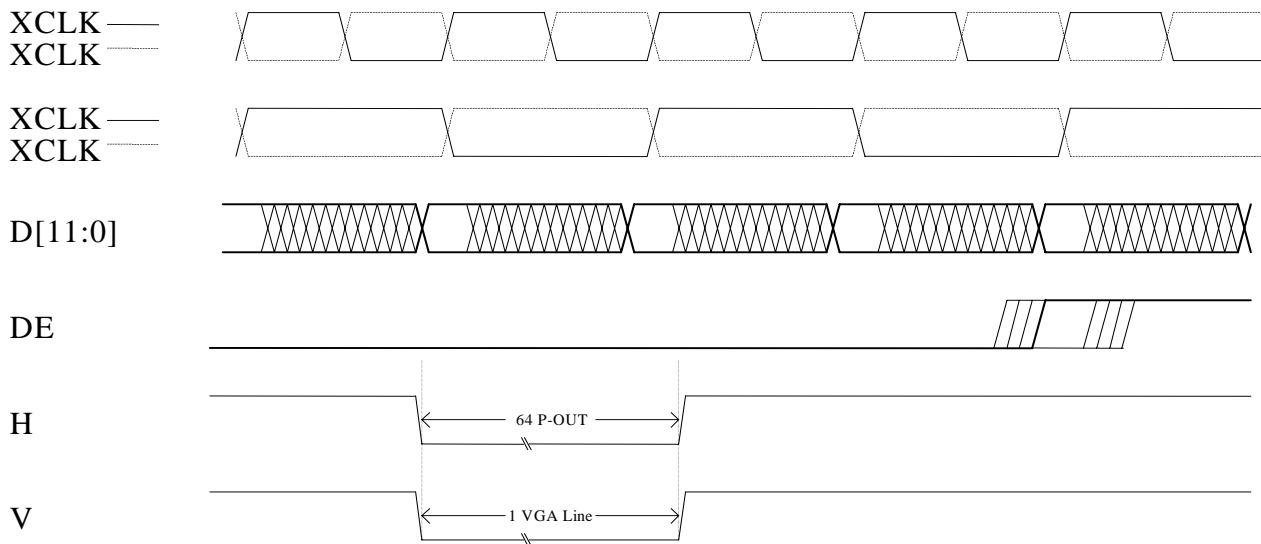 XCLK
XCLK
XCLK
XCLK
D[11:0]
DE
H
64 P-OUT
V
1 VGA Line